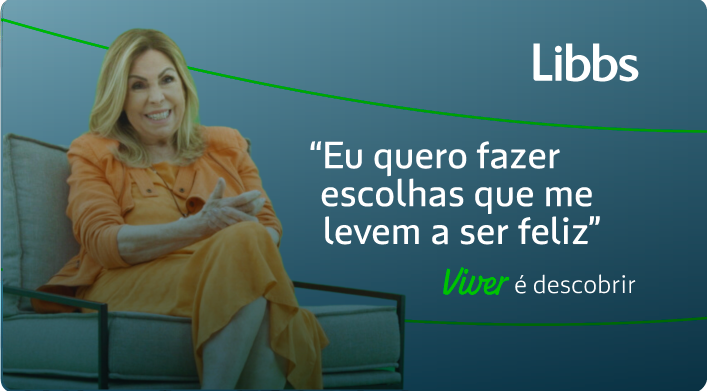 Libbs
“Eu quero fazer
escolhas que me
levem a ser feliz”
Viver é descobrir